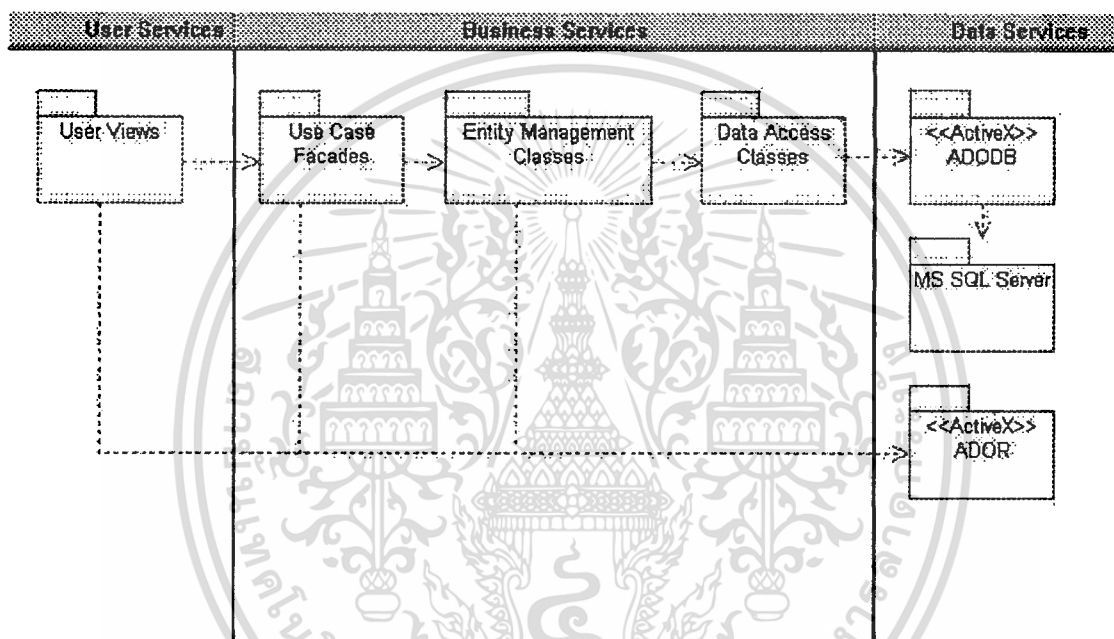 User Services
Business Services
Data Services
User Views
Use Case
Facades
Entity Management
Classes
Data Access
Classes
<<ActiveX>>
ADODB
MS SQL Server
<<ActiveX>>
ADOR